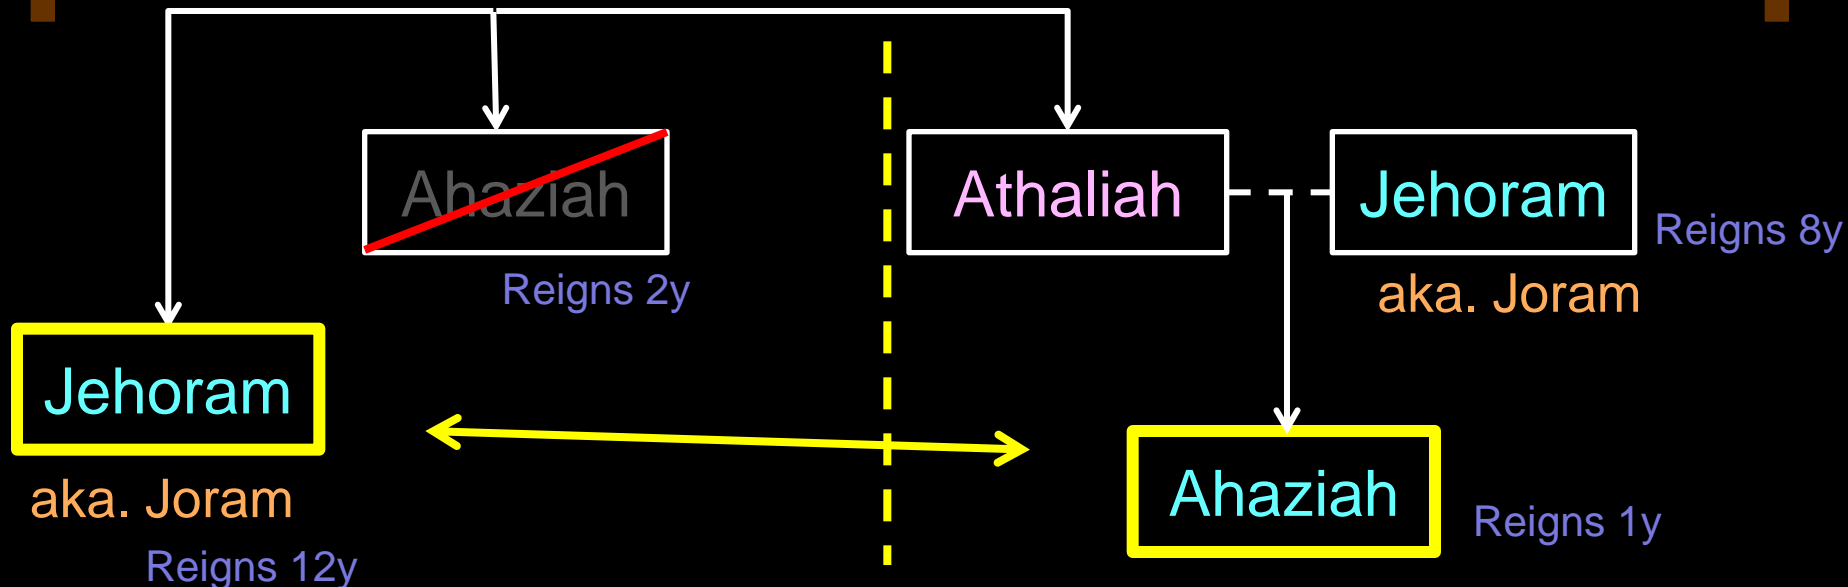 Ahaziah
Reigns 2y
Athaliah
Jehoram
Reigns 8y
aka. Joram
Jehoram
aka. Joram
Reigns 12y
Ahaziah
Reigns 1y